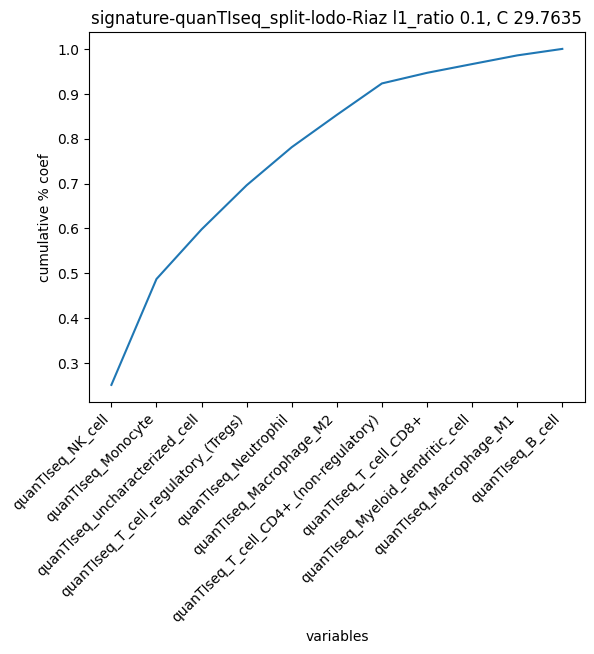 signature-quanTIseq_split-lodo-Riaz l1_ratio 0.1, C 29.7635
1.0
0.9
0.8
0.7
0.6
0.5
0.4
0.3
cumulative % coef
quanTIseq_NK_cell
quanTIseq_Monocyte
quanTIseq_uncharacterized_cell
quanTIseq_T_cell_regulatory_(Tregs)
quanTIseq_Neutrophil
quanTIseq_Macrophage_M2
quanTIseq_T_cell_CD4+_(non-regulatory)
quanTIseq_T_cell_CD8+
quanTIseq_Myeloid_dendritic_cell
quanTIseq_Macrophage_M1
quanTIseq_B_cell
variables